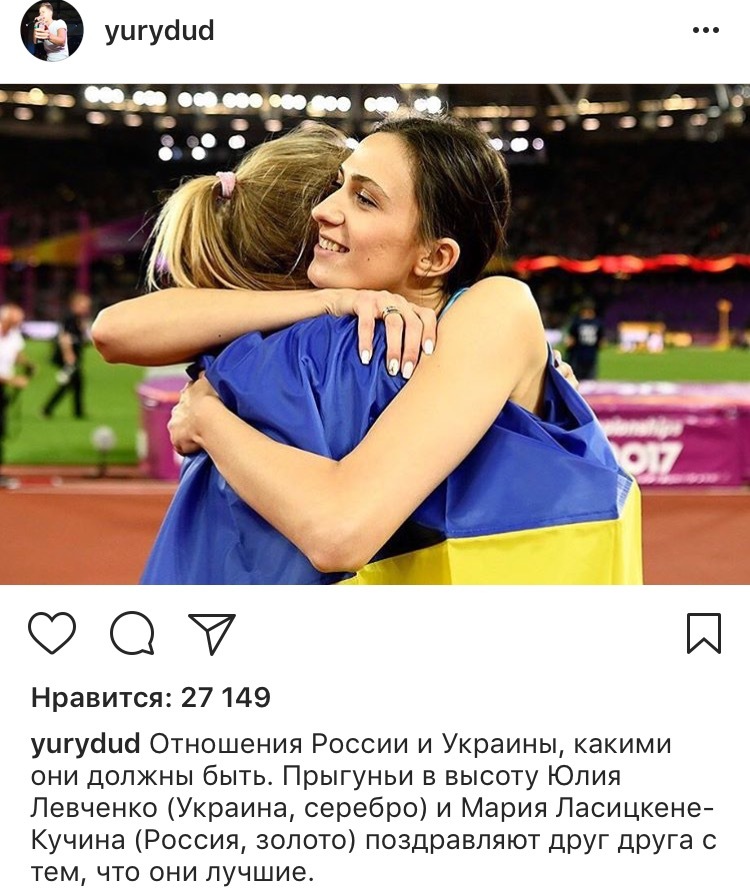 yurydud
championships
2017
Нравится: 27 149
yurydud Отношения России и Украины, какими
они должны быть. Прыгуньи в высоту Юлия
Левченко (Украина, серебро) и Мария Ласицкене-
Кучина (Россия, золото) поздравляют друг друга с
тем, что они лучшие.